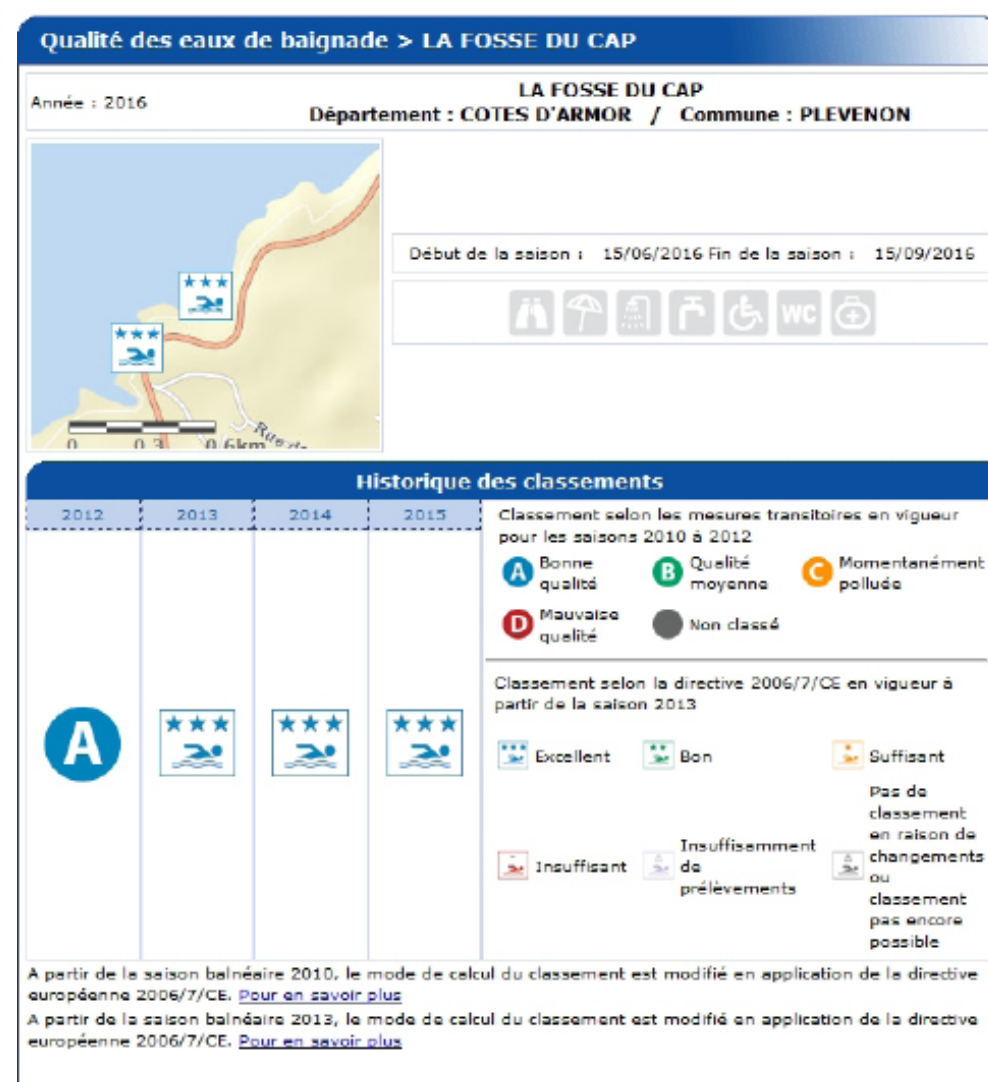 Qualité des eaux de baignade > LA FOSSE DU CAP
Année : 2016
LA FOSSE DU CAP
Département : COTES D'ARMOR / Commune : PLEVENON
Début de la saison : 15/06/2016 Fin de la saison : 15/09/2016
WC
0 0.3 0.6km
Rue de
Historique des classements
2012 2013 2014 2015
A
Classement selon les mesures transitoires en vigueur
pour les saisons 2010 à 2012
A Bonne qualité
B Qualité moyenne
C Momentanément polluée
D Mauvaise qualité
Non classé
Classement selon la directive 2006/7/CE en vigueur à
partir de la saison 2013
Excellent
Bon
Suffisant
Insuffisant
Insuffisamment
de
prélèvements
Pas de
classement
en raison de
changements
ou
classement
pas encore
possible
A partir de la saison balnéaire 2010, le mode de calcul du classement est modifié en application de la directive
européenne 2006/7/CE. Pour en savoir plus
A partir de la saison balnéaire 2013, le mode de calcul du classement est modifié en application de la directive
européenne 2006/7/CE. Pour en savoir plus